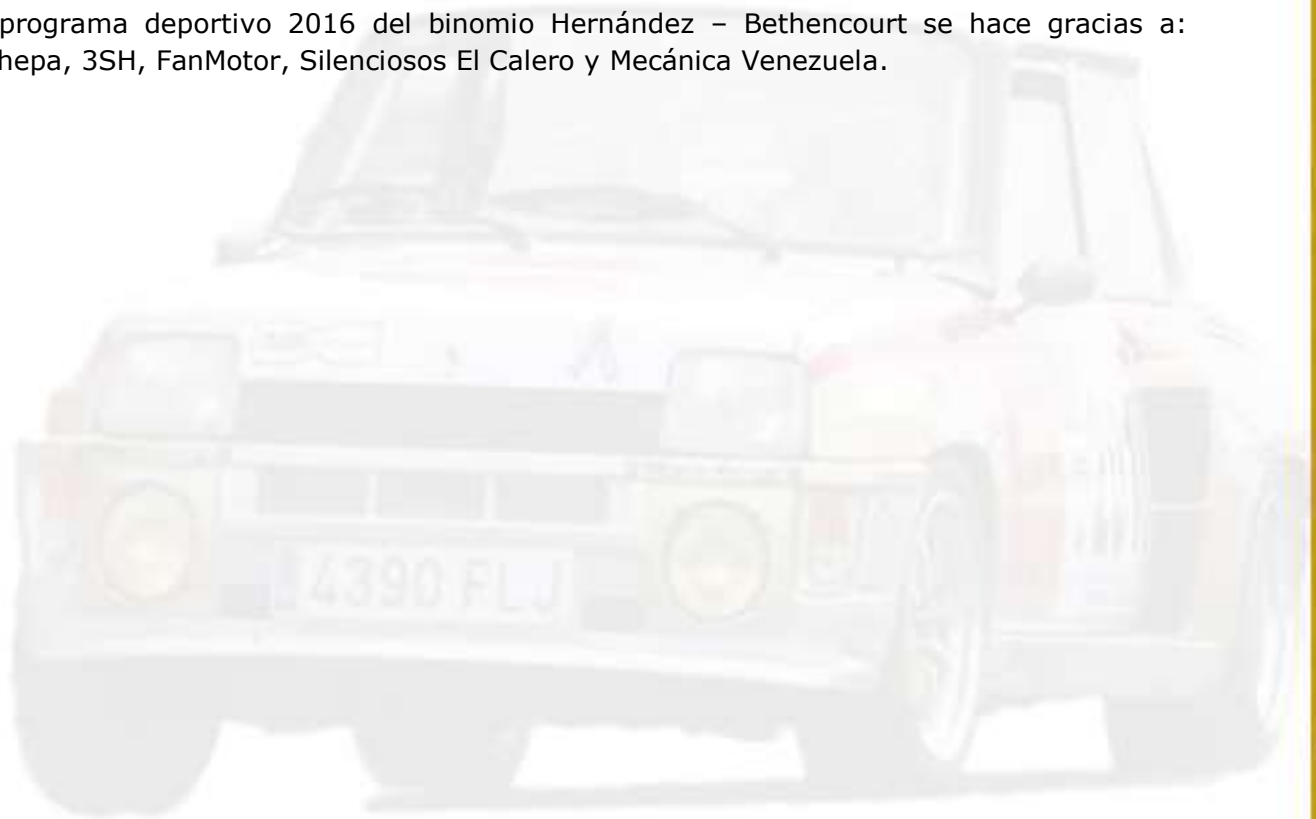 programa deportivo 2016 del binomio Hernández – Bethencourt se hace gracias a:
hepa, 3SH, FanMotor, Silenciosos El Calero y Mecánica Venezuela.
4390 FLJ